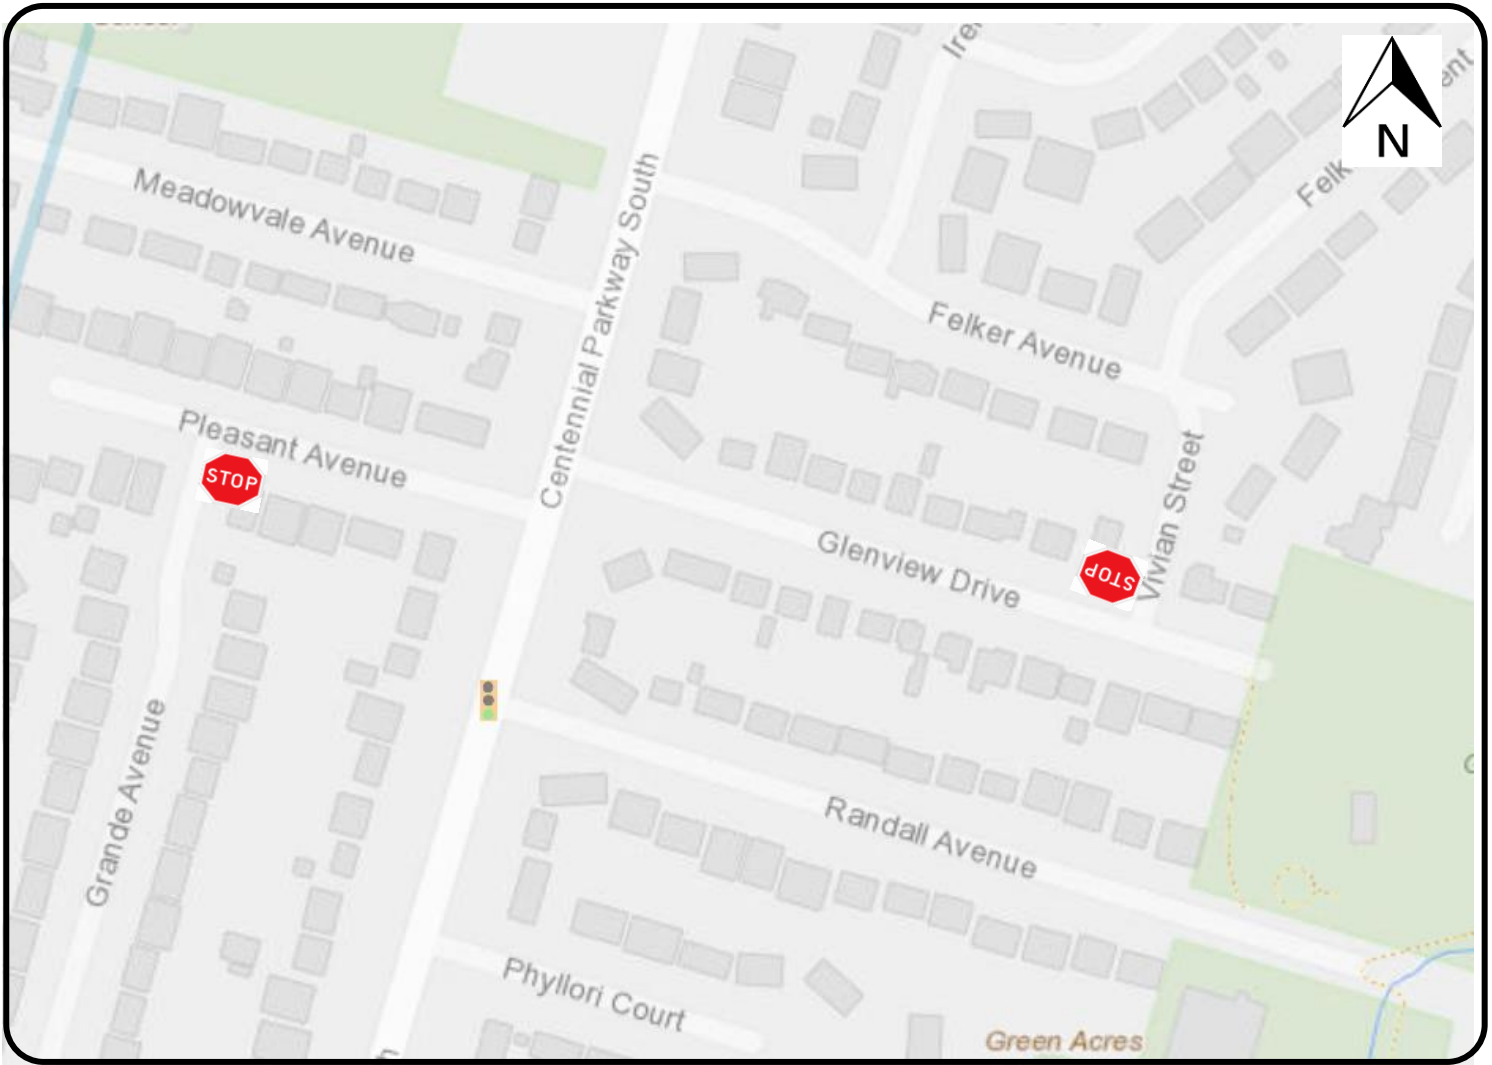 N
Meadowvale Avenue
Centennial Parkway South
Felker Avenue
Pleasant Avenue
STOP
Vivian Street
Glenview Drive
STOP
Grande Avenue
Randall Avenue
Phyllori Court
Green Acres